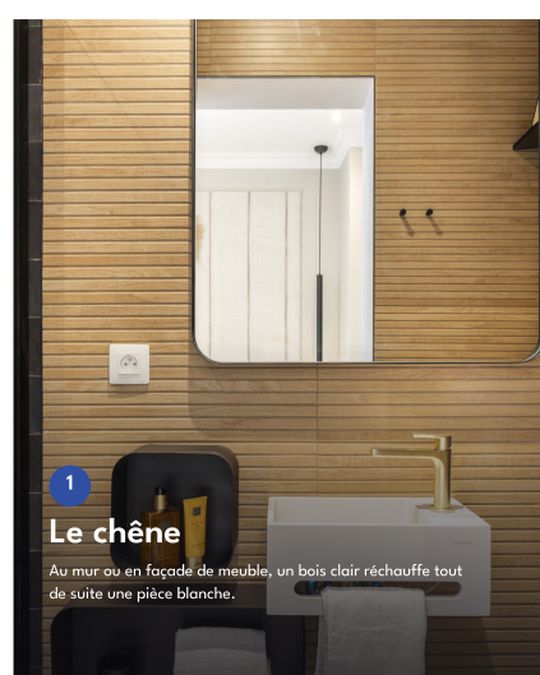 1
Le chêne
Au mur ou en façade de meuble, un bois clair réchauffe tout
de suite une pièce blanche.